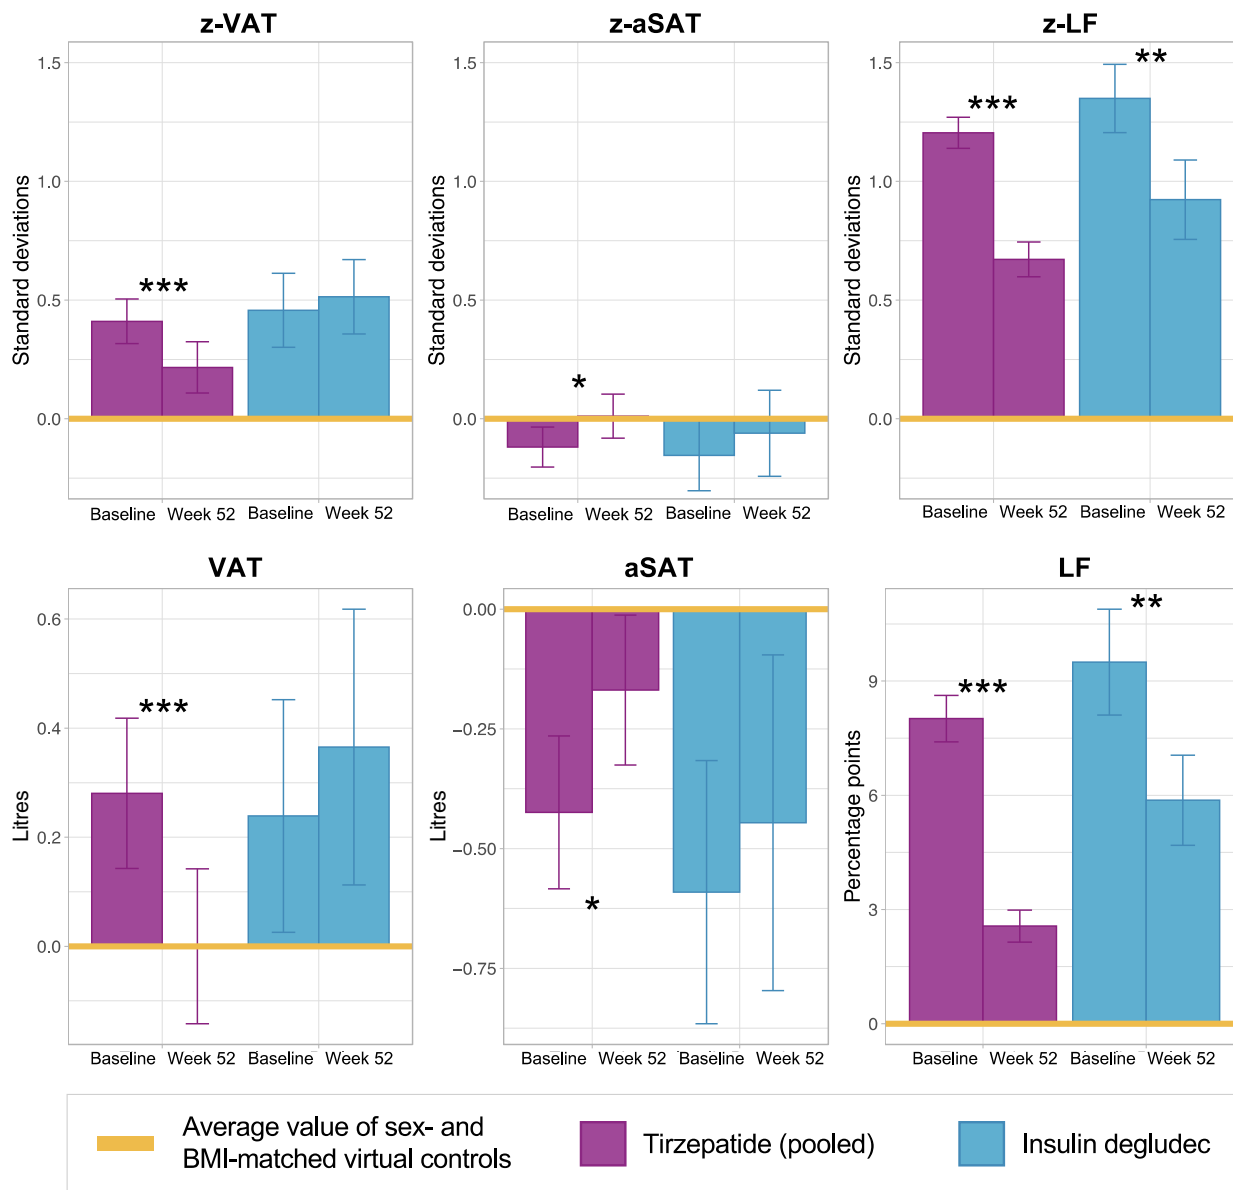 z-VAT
z-aSAT
z-LF
Standard deviations
1.5
1.0
0.5
0.0
***
Baseline Week 52 Baseline Week 52
Standard deviations
1.5
1.0
0.5
0.0
*
Baseline Week 52 Baseline Week 52
Standard deviations
1.5
1.0
0.5
0.0
***
**
Baseline Week 52 Baseline Week 52
VAT
aSAT
LF
Litres
0.6
0.4
0.2
0.0
***
Baseline Week 52 Baseline Week 52
Litres
0.00
−0.25
−0.50
−0.75
*
Baseline Week 52 Baseline Week 52
Percentage points
9
6
3
0
***
**
Baseline Week 52 Baseline Week 52
Average value of sex- and
BMI-matched virtual controls
Tirzepatide (pooled)
Insulin degludec